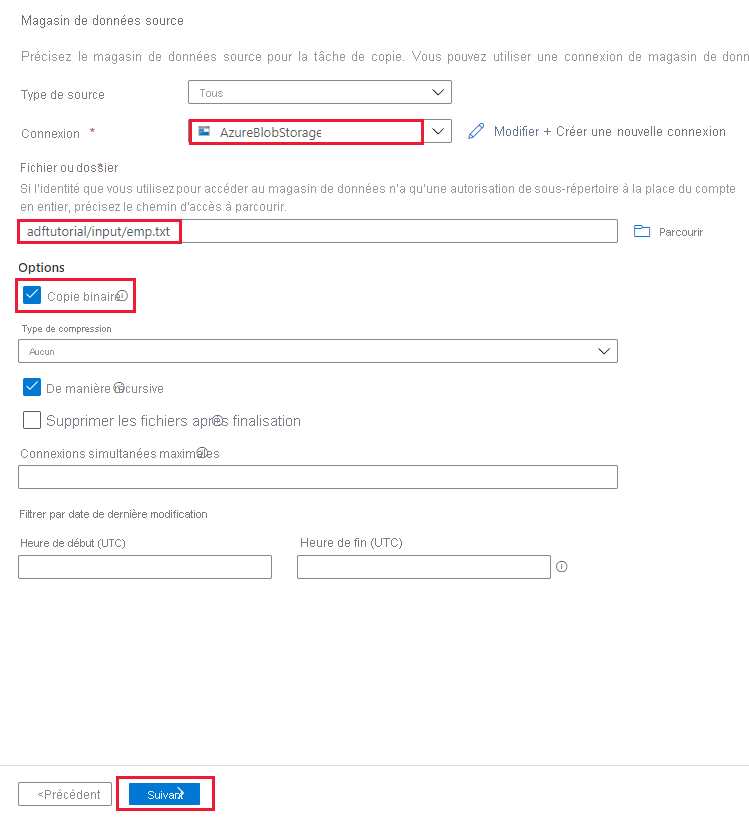 Magasin de données source
Précisez le magasin de données source pour la tâche de copie. Vous pouvez utiliser une connexion de magasin de donn
Type de source
Tous
Connexion *
AzureBlobStorage
Modifier + Créer une nouvelle connexion
Fichier ou dossier *
Si l'identité que vous utilisez pour accéder au magasin de données n'a qu'une autorisation de sous-répertoire à la place du compte
en entier, précisez le chemin d'accès à parcourir.
adftutorial/input/emp.txt
Parcourir
Options
Copie binaire
Type de compression
Aucun
De manière récursive
Supprimer les fichiers après finalisation
Connexions simultanées maximales
Filtrer par date de dernière modification
Heure de début (UTC)
Heure de fin (UTC)
<Précédent
Suivant >